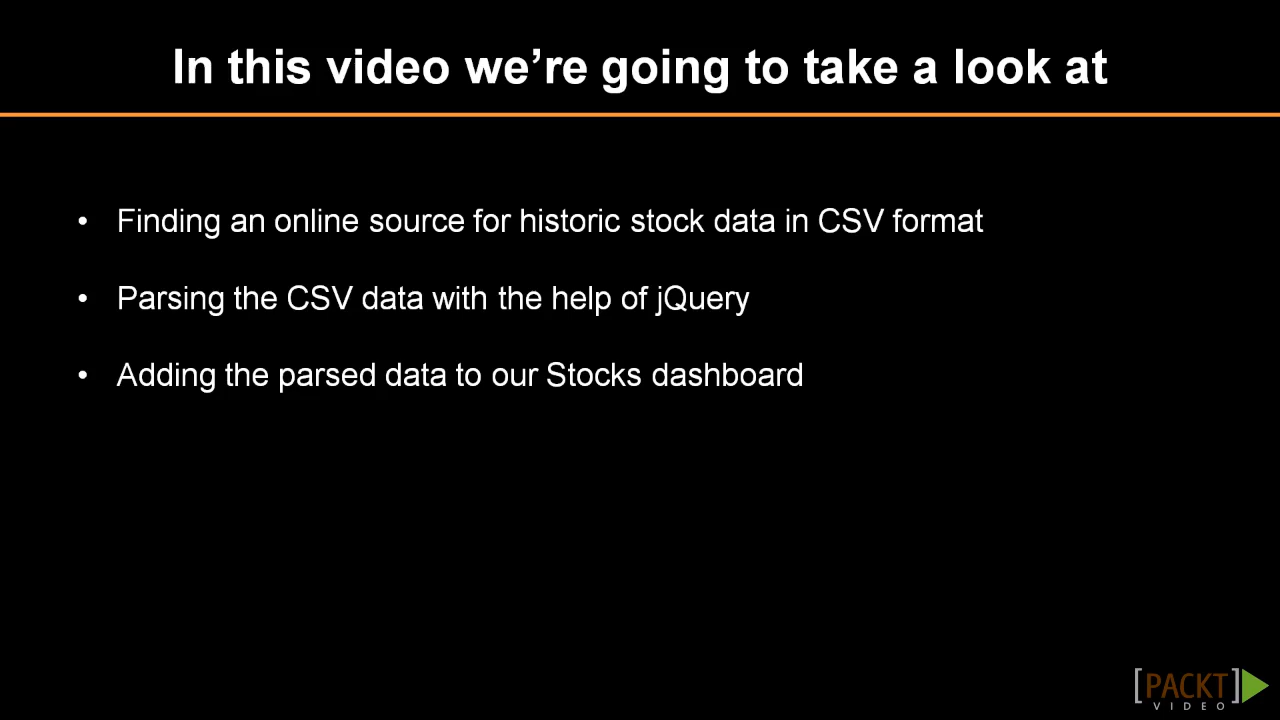 In this video we’re going to take a look at
• Finding an online source for historic stock data in CSV format
• Parsing the CSV data with the help of jQuery
• Adding the parsed data to our Stocks dashboard
[PACKT]
VIDEO